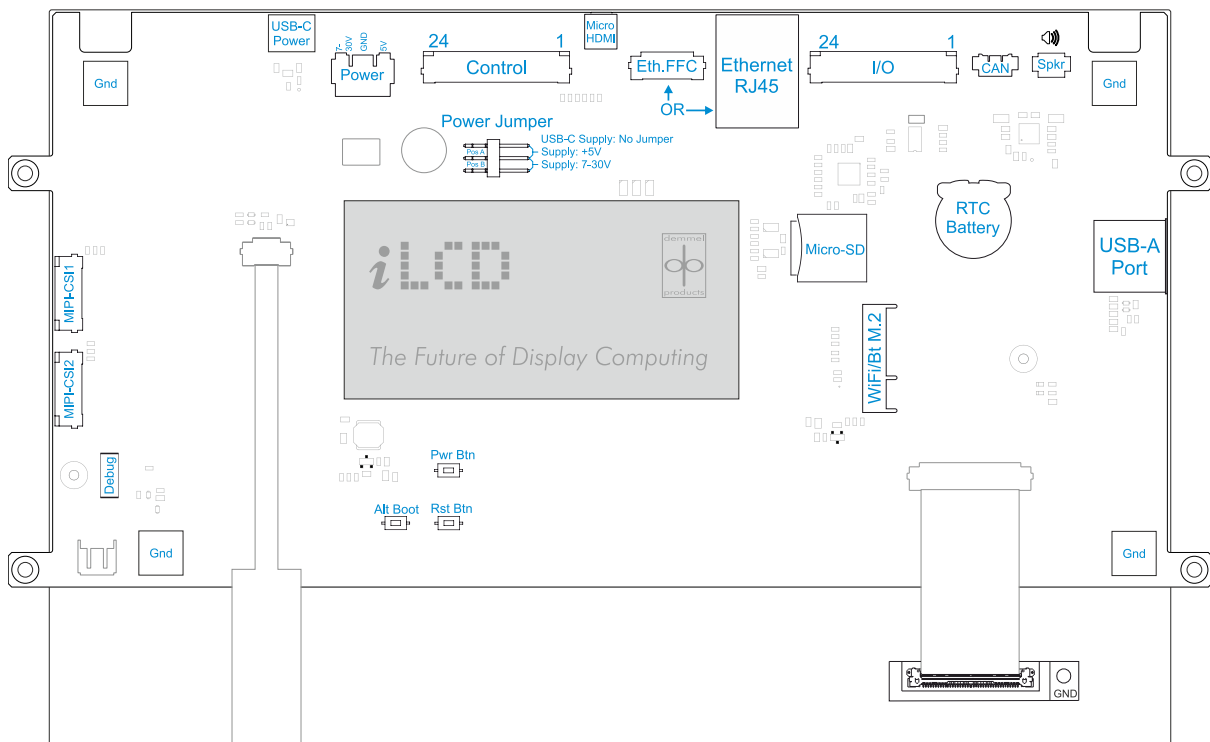 USB-C
Power
7-
30V
GND
5V
Power
24
1
Control
Micro
HDMI
Eth.FFC
OR
Ethernet
RJ45
24
1
I/O
CAN
Spkr
Gnd
Gnd
Power Jumper
USB-C Supply: No Jumper
Pos A
Supply: +5V
Pos B
Supply: 7-30V
RTC
Battery
Micro-SD
USB-A
Port
iLCD
demmel
dp
products
The Future of Display Computing
MIPI-CSI1
MIPI-CSI2
WiFi/Bt M.2
Debug
Pwr Btn
Alt Boot
Rst Btn
Gnd
Gnd
GND